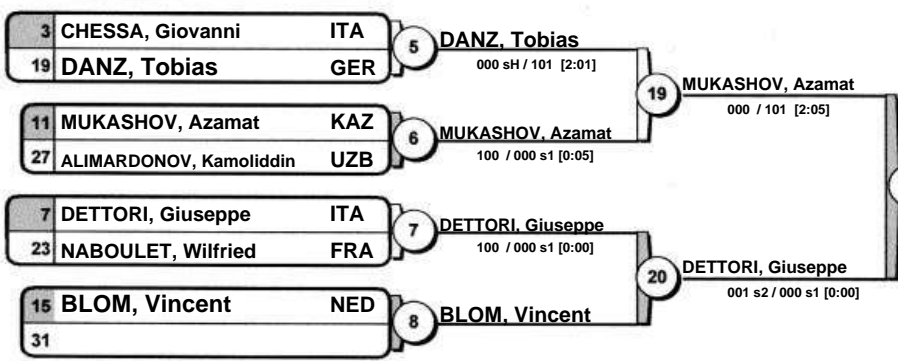 3 CHESSA, Giovanni ITA
19 DANZ, Tobias GER
5
DANZ, Tobias
000 sH / 101 [2:01]
11 MUKASHOV, Azamat KAZ
27 ALIMARDONOV, Kamoliddin UZB
6
MUKASHOV, Azamat
100 / 000 s1 [0:05]
19
MUKASHOV, Azamat
000 / 101 [2:05]
7 DETTORI, Giuseppe ITA
23 NABOULET, Wilfried FRA
7
DETTORI, Giuseppe
100 / 000 s1 [0:00]
15 BLOM, Vincent NED
31
8
BLOM, Vincent
20
DETTORI, Giuseppe
001 s2 / 000 s1 [0:00]